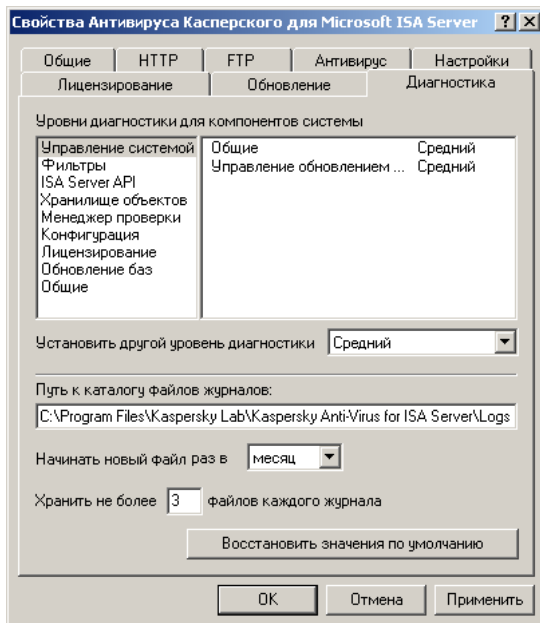 Свойства Антивируса Касперского для Microsoft ISA Server
Общие HTTP FTP Антивирус Настройки
Лицензирование Обновление Диагностика
Уровни диагностики для компонентов системы
Управление системой
Фильтры
ISA Server API
Хранилище объектов
Менеджер проверки
Конфигурация
Лицензирование
Обновление баз
Общие
Общие Средний
Управление обновлением ... Средний
Установить другой уровень диагностики Средний
Путь к каталогу файлов журналов:
C:\Program Files\Kaspersky Lab\Kaspersky Anti-Virus for ISA Server\Logs
Начинать новый файл раз в месяц
Хранить не более 3 файлов каждого журнала
Восстановить значения по умолчанию
OK Отмена Применить